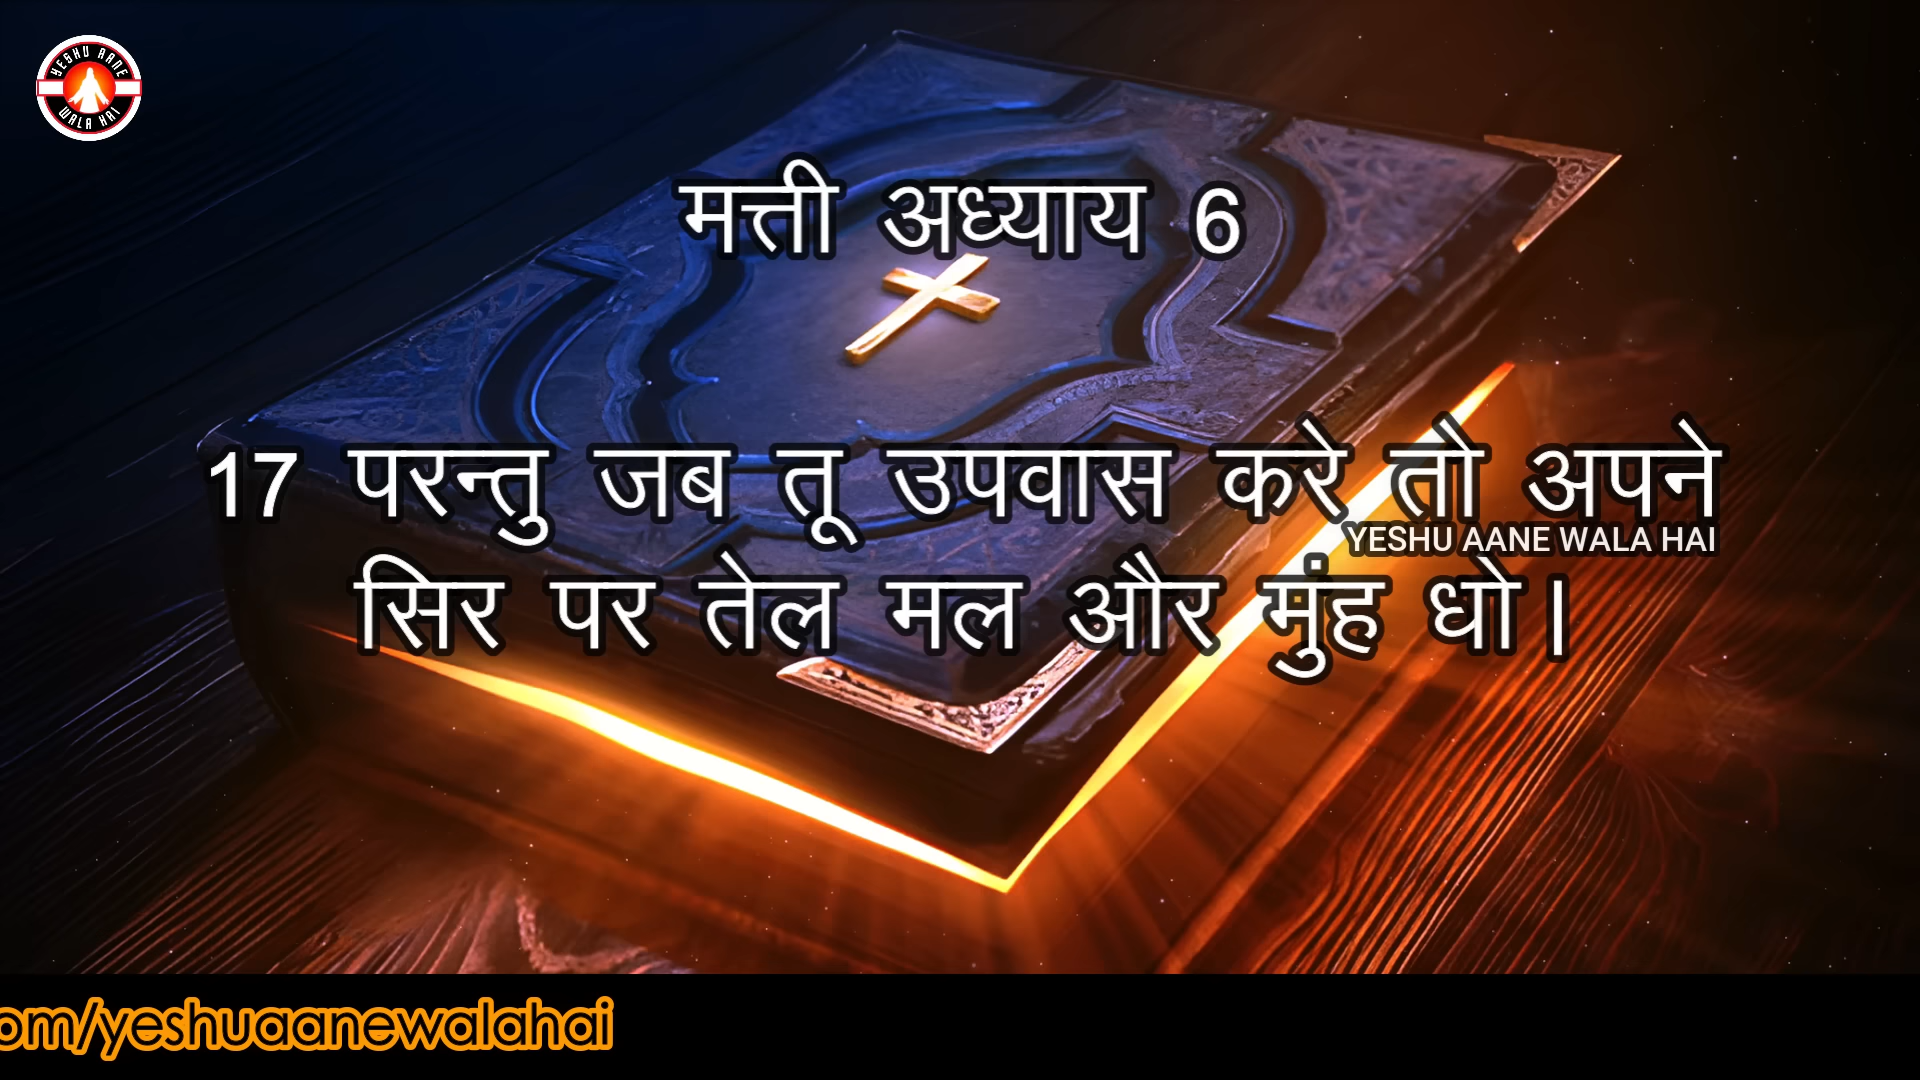 YESHU AANE
WALA HAI
मत्ती अध्याय 6
17 परन्तु जब तू उपवास करे तो अपने
YESHU AANE WALA HAI
सिर पर तेल मल और मुंह धो।
om/yeshuaanewalahai